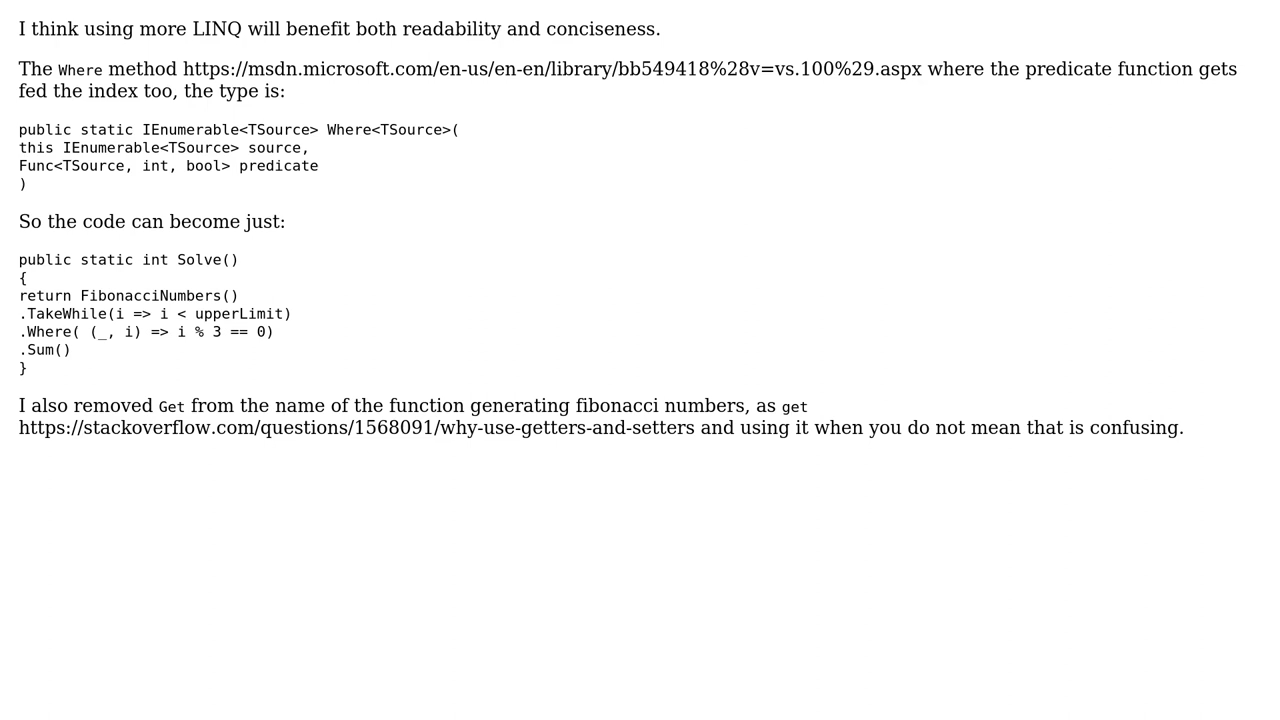 I think using more LINQ will benefit both readability and conciseness.
The Where method https://msdn.microsoft.com/en-us/en-en/library/bb549418%28v=vs.100%29.aspx where the predicate function gets
fed the index too, the type is:
public static IEnumerable<TSource> Where<TSource>(
this IEnumerable<TSource> source,
Func<TSource, int, bool> predicate
)
So the code can become just:
public static int Solve()
{
return FibonacciNumbers()
.TakeWhile(i => i < upperLimit)
.Where( (_, i) => i % 3 == 0)
.Sum()
}
I also removed Get from the name of the function generating fibonacci numbers, as get
https://stackoverflow.com/questions/1568091/why-use-getters-and-setters and using it when you do not mean that is confusing.